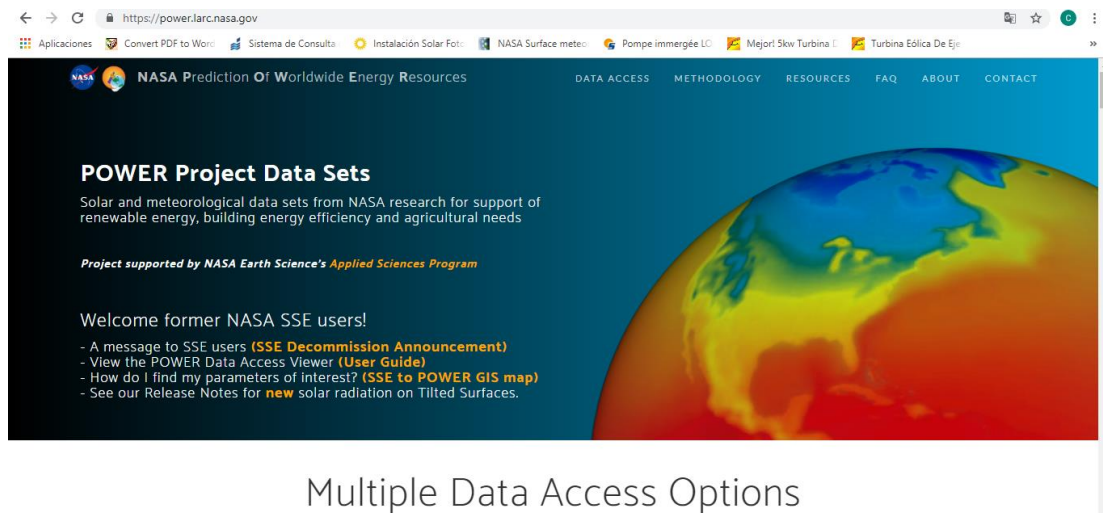 https://power.larc.nasa.gov
Aplicaciones Convert PDF to Word Sistema de Consulta Instalación Solar Foto NASA Surface meteo Pompe immergée LO Mejor! 5kw Turbina D Turbina Eólica De Eje »
NASA
NASA Prediction Of Worldwide Energy Resources DATA ACCESS METHODOLOGY RESOURCES FAQ ABOUT CONTACT
POWER Project Data Sets
Solar and meteorological data sets from NASA research for support of
renewable energy, building energy efficiency and agricultural needs
Project supported by NASA Earth Science's Applied Sciences Program
Welcome former NASA SSE users!
- A message to SSE users (SSE Decommission Announcement)
- View the POWER Data Access Viewer (User Guide)
- How do I find my parameters of interest? (SSE to POWER GIS map)
- See our Release Notes for new solar radiation on Tilted Surfaces.
Multiple Data Access Options